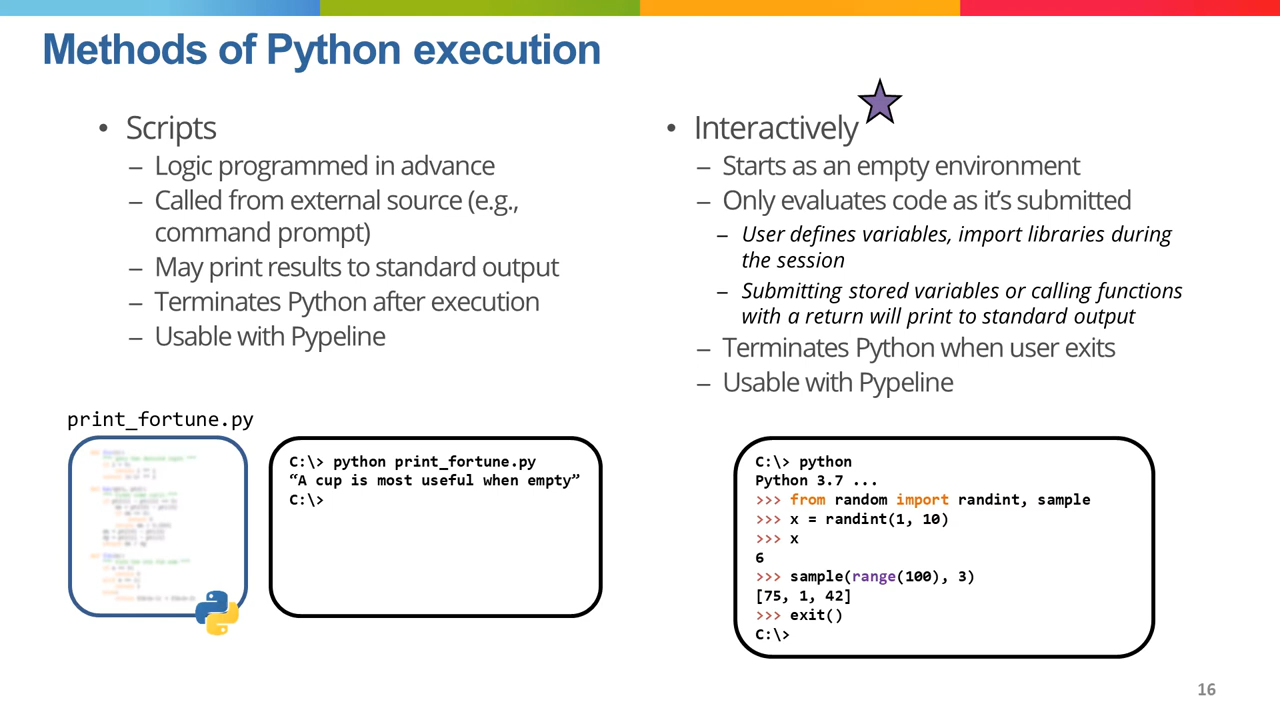 Methods of Python execution
• Scripts
– Logic programmed in advance
– Called from external source (e.g.,
command prompt)
– May print results to standard output
– Terminates Python after execution
– Usable with Pypeline
• Interactively
– Starts as an empty environment
– Only evaluates code as it’s submitted
– User defines variables, import libraries during
the session
– Submitting stored variables or calling functions
with a return will print to standard output
– Terminates Python when user exits
– Usable with Pypeline
print_fortune.py
C:\> python print_fortune.py
“A cup is most useful when empty”
C:\>
C:\> python
Python 3.7 ...
>>> from random import randint, sample
>>> x = randint(1, 10)
>>> x
6
>>> sample(range(100), 3)
[75, 1, 42]
>>> exit()
C:\>
16